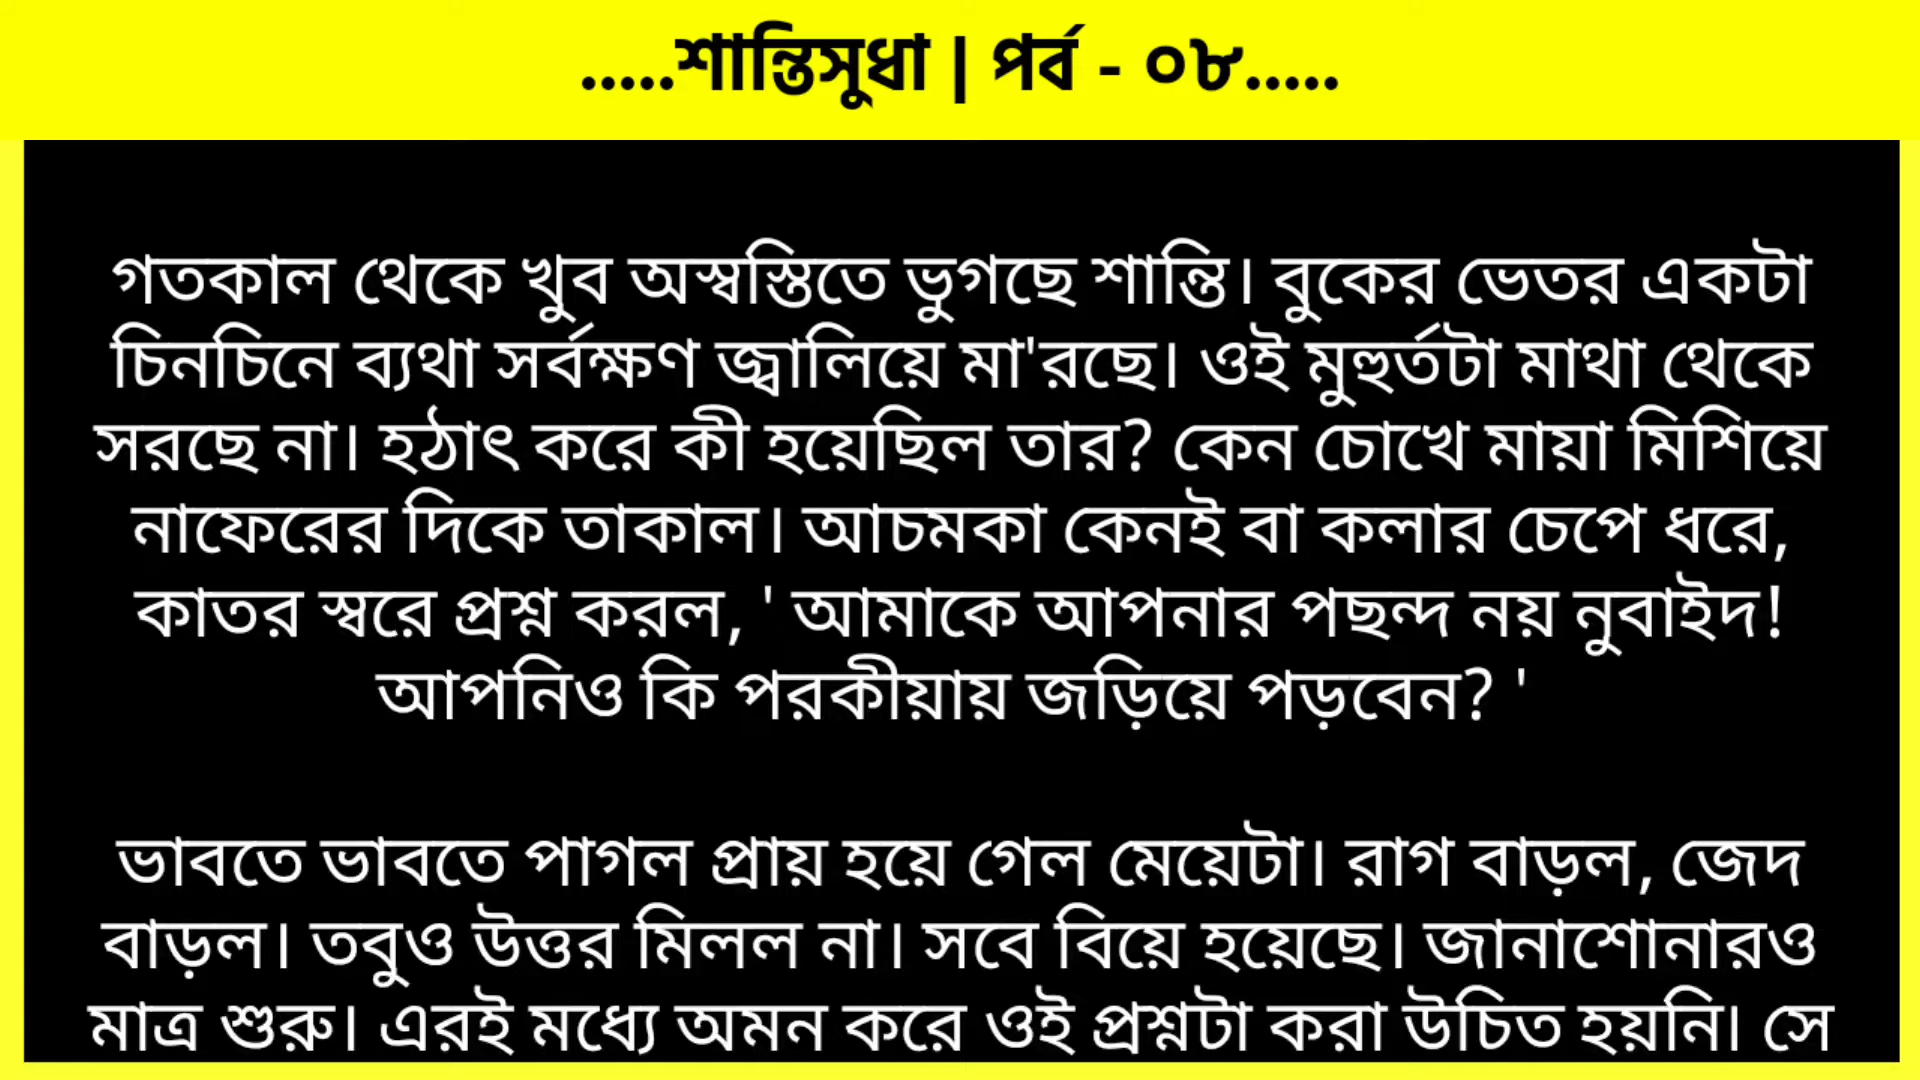 .....শান্তিসুধা | পর্ব - ০৮.....
গতকাল থেকে খুব অস্বস্তিতে ভুগছে শান্তি। বুকের ভেতর একটা
চিনচিনে ব্যথা সর্বক্ষণ জ্বালিয়ে মা'রছে। ওই মুহুর্তটা মাথা থেকে
সরছে না। হঠাৎ করে কী হয়েছিল তার? কেন চোখে মায়া মিশিয়ে
নাফেরের দিকে তাকাল। আচমকা কেনই বা কলার চেপে ধরে,
কাতর স্বরে প্রশ্ন করল, ' আমাকে আপনার পছন্দ নয় নুবাইদ!
আপনিও কি পরকীয়ায় জড়িয়ে পড়বেন? '
ভাবতে ভাবতে পাগল প্রায় হয়ে গেল মেয়েটা। রাগ বাড়ল, জেদ
বাড়ল। তবুও উত্তর মিলল না। সবে বিয়ে হয়েছে। জানাশোনারও
মাত্র শুরু। এরই মধ্যে অমন করে ওই প্রশ্নটা করা উচিত হয়নি। সে